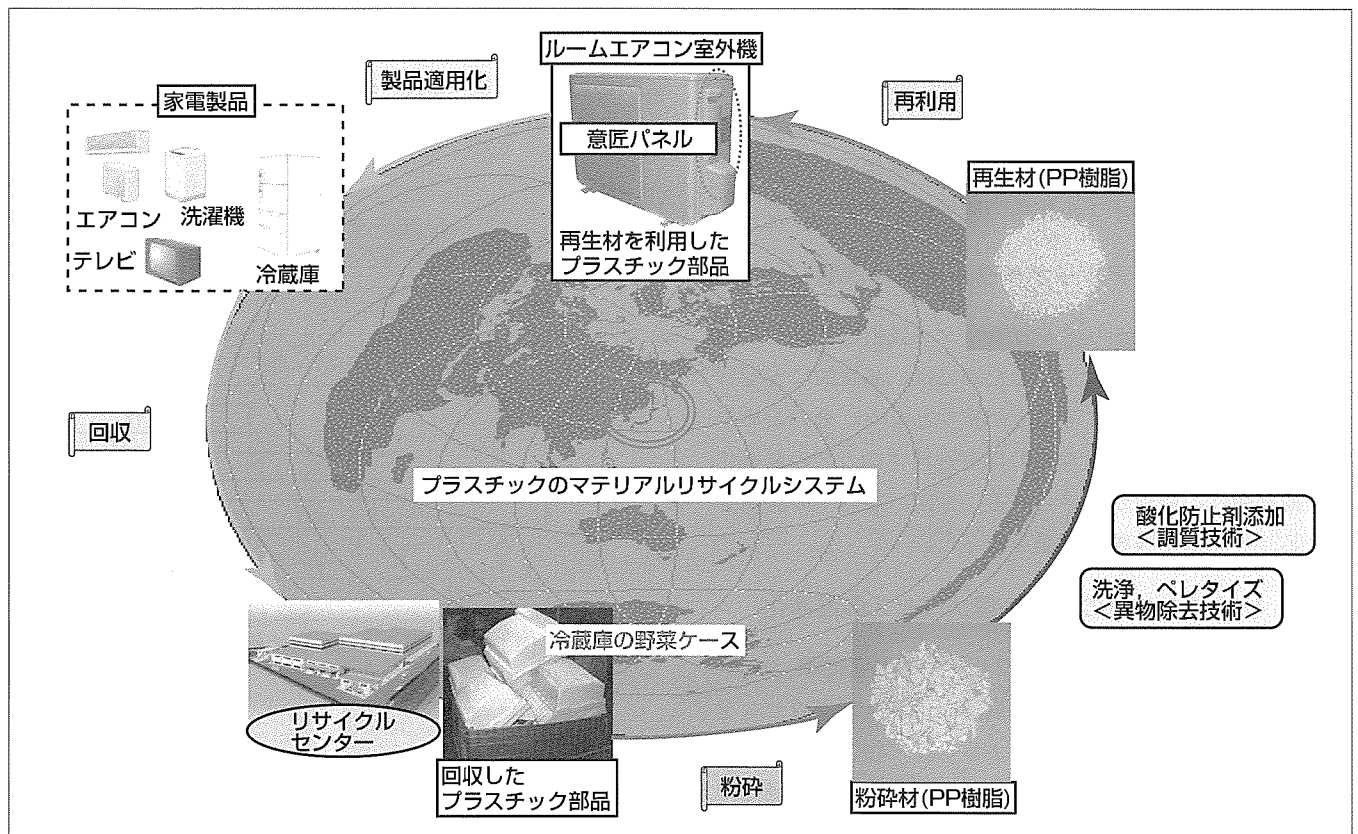 ルームエアコン室外機
製品適用化
再利用
家電製品
意匠パネル
再生材(PP樹脂)
エアコン
洗濯機
再生材を利用した
プラスチック部品
テレビ
冷蔵庫
回収
プラスチックのマテリアルリサイクルシステム
酸化防止剤添加
<調質技術>
洗浄，ペレタイズ
<異物除去技術>
冷蔵庫の野菜ケース
リサイクル
センター
回収した
プラスチック部品
粉砕
粉砕材(PP樹脂)